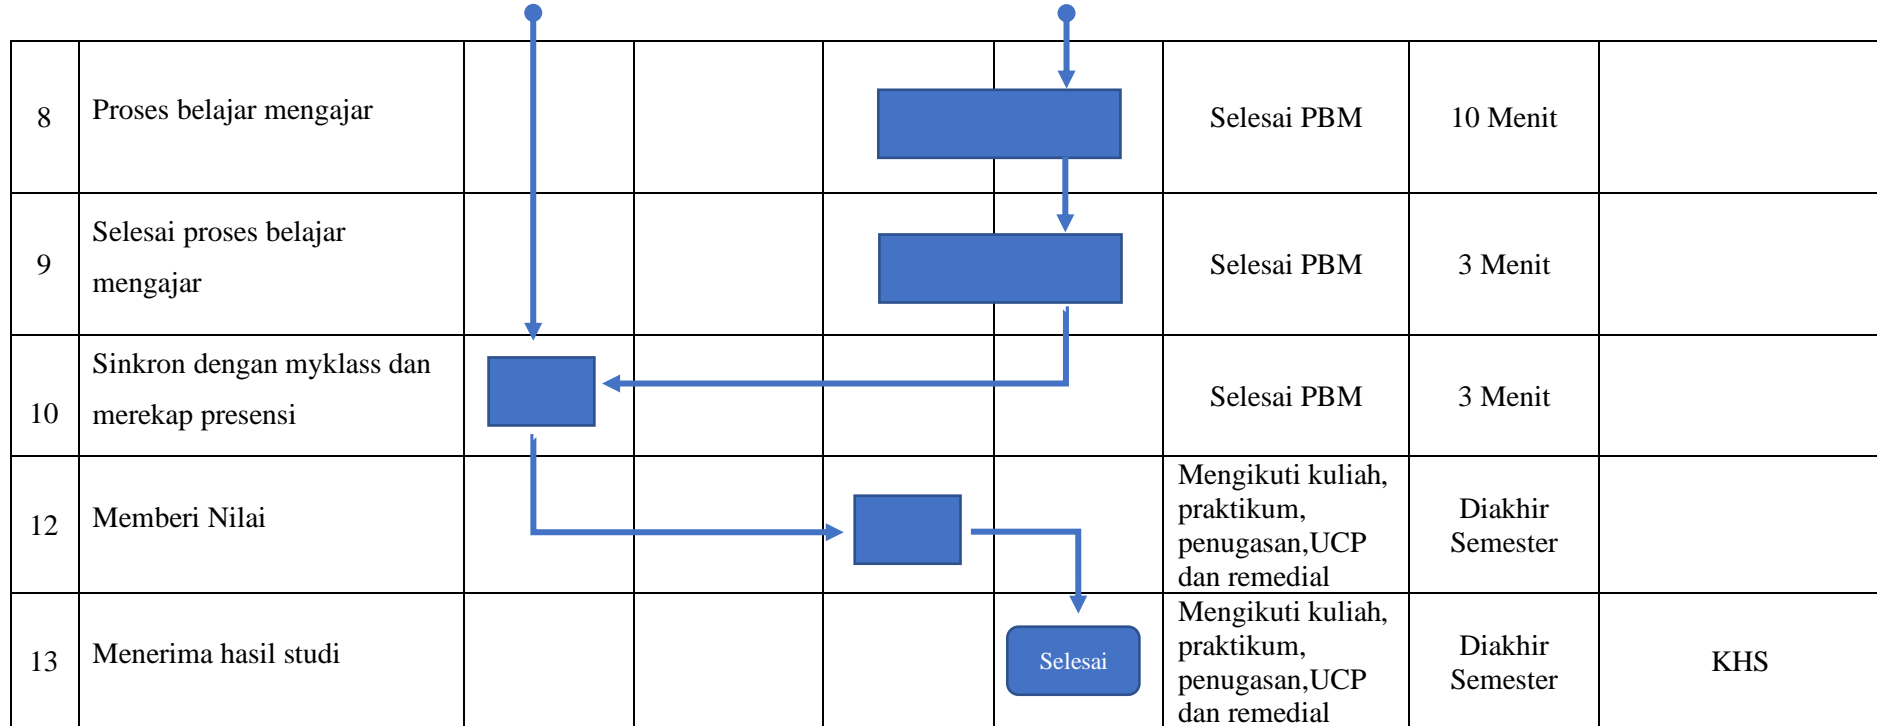 8
Proses belajar mengajar
Selesai PBM
10 Menit
9
Selesai proses belajar
mengajar
Selesai PBM
3 Menit
10
Sinkron dengan myklass dan
merekap presensi
Selesai PBM
3 Menit
12
Memberi Nilai
Mengikuti kuliah,
praktikum,
penugasan,UCP
dan remedial
Diakhir
Semester
13
Menerima hasil studi
Selesai
Mengikuti kuliah,
praktikum,
penugasan,UCP
dan remedial
Diakhir
Semester
KHS